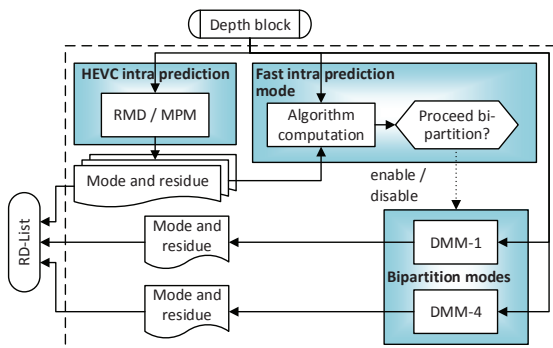 Depth block
HEVC intra prediction
RMD / MPM
Fast intra prediction
mode
Algorithm
computation
Proceed bi-
partition?
Mode and residue
enable /
disable
RD-List
Mode and
residue
DMM-1
Bipartition modes
Mode and
residue
DMM-4